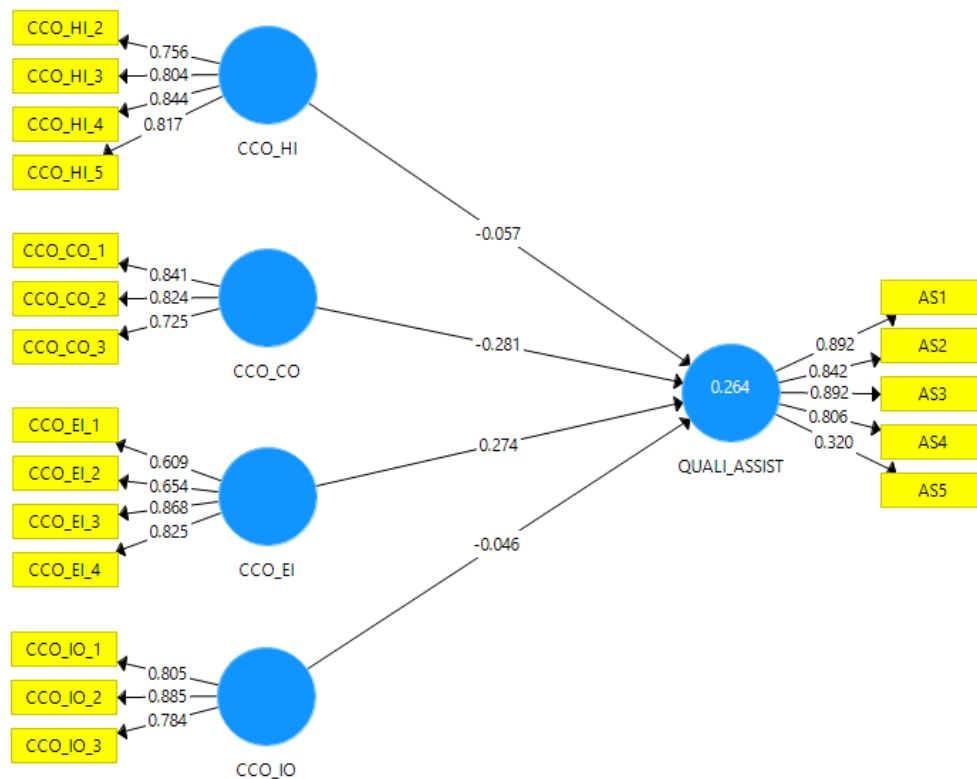 CCO_HI_2
0.756
CCO_HI_3
0.804
CCO_HI_4
0.844
CCO_HI_5
0.817
CCO_HI
-0.057
CCO_CO_1
0.841
CCO_CO_2
0.824
CCO_CO_3
0.725
CCO_CO
-0.281
CCO_EI_1
0.609
CCO_EI_2
0.654
CCO_EI_3
0.868
CCO_EI_4
0.825
CCO_EI
0.274
CCO_IO_1
0.805
CCO_IO_2
0.885
CCO_IO_3
0.784
CCO_IO
-0.046
0.264
QUALI_ASSIST
AS1
0.892
AS2
0.842
AS3
0.892
AS4
0.806
AS5
0.320